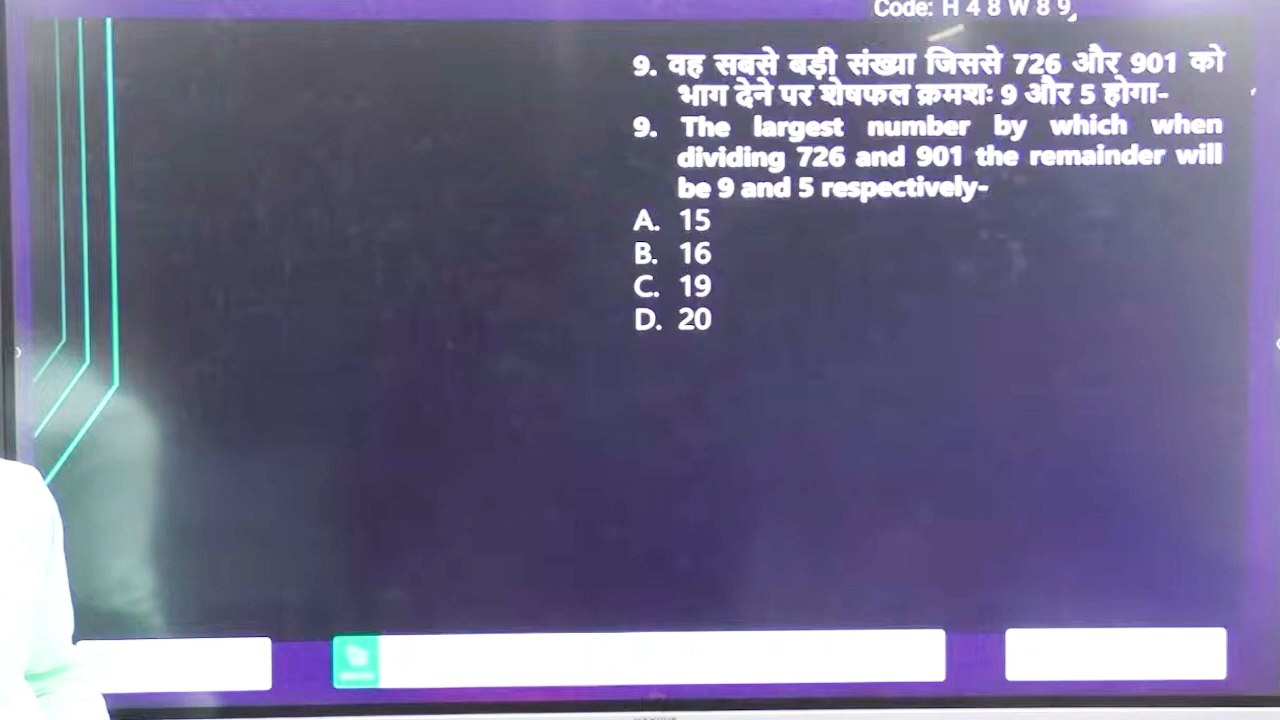 Code: H 4 8 W 8 9
9. वह सबसे बड़ी संख्या जिससे 726 और 901 को
भाग देने पर शेषफल क्रमशः 9 और 5 होगा-
9. The largest number by which when
dividing 726 and 901 the remainder will
be 9 and 5 respectively-
A. 15
B. 16
C. 19
D. 20